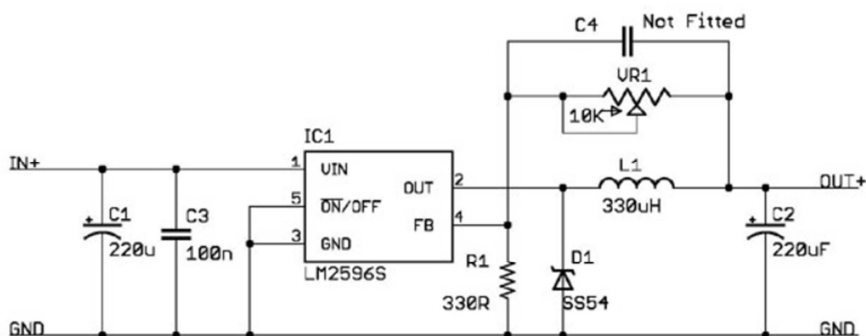 C4 Not Fitted
VR1
10K
IC1
IN+
1 VIN
OUT 2
L1
OUT+
330uH
5 ON/OFF
C1
C3
FB 4
C2
220u
100n
3 GND
220uF
LM2596S
R1
D1
330R
SS54
GND
GND